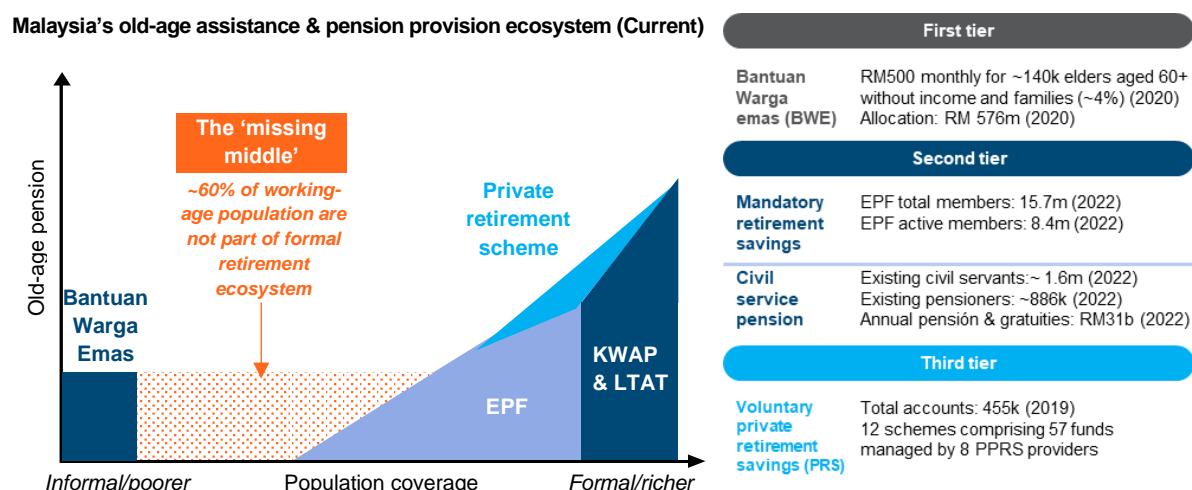 Malaysia's old-age assistance & pension provision ecosystem (Current)
Old-age pension
The 'missing
middle'
~60% of working-
age population are
not part of formal
retirement
ecosystem
Private
retirement
scheme
Bantuan
Warga
Emas
EPF
KWAP
& LTAT
Informal/poorer
Population coverage
Formal/richer
First tier
Bantuan
Warga
emas (BWE)
RM500 monthly for ~140k elders aged 60+
without income and families (~4%) (2020)
Allocation: RM 576m (2020)
Second tier
Mandatory
retirement
savings
EPF total members: 15.7m (2022)
EPF active members: 8.4m (2022)
Civil
service
pension
Existing civil servants:~ 1.6m (2022)
Existing pensioners: ~886k (2022)
Annual pensión & gratuities: RM31b (2022)
Third tier
Voluntary
private
retirement
savings (PRS)
Total accounts: 455k (2019)
12 schemes comprising 57 funds
managed by 8 PPRS providers